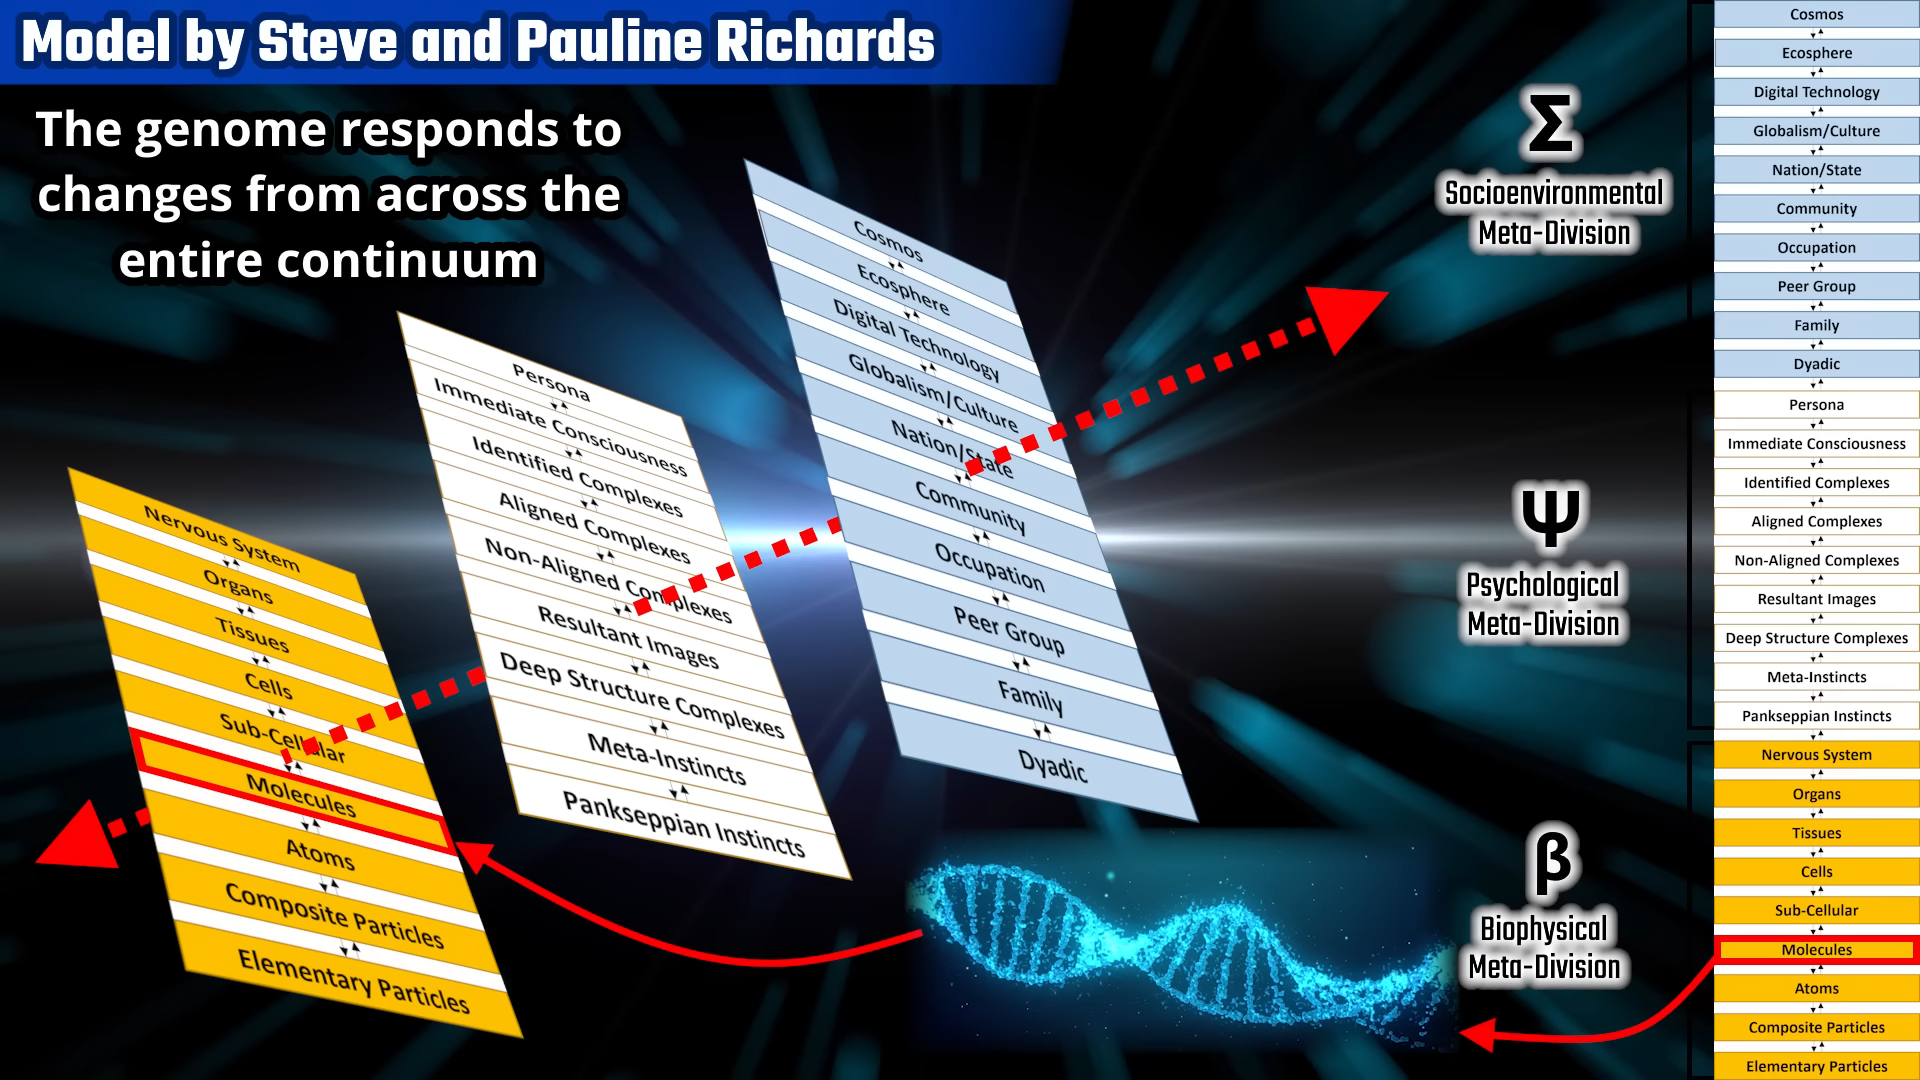 Model by Steve and Pauline Richards
The genome responds to
changes from across the
entire continuum
Nervous System
Organs
Tissues
Cells
Sub-Cellular
Molecules
Atoms
Composite Particles
Elementary Particles
Persona
Immediate Consciousness
Identified Complexes
Aligned Complexes
Non-Aligned Complexes
Resultant Images
Deep Structure Complexes
Meta-Instincts
Pankseppian Instincts
Cosmos
Ecosphere
Digital Technology
Globalism/Culture
Nation/State
Community
Occupation
Peer Group
Family
Dyadic
Σ
Socioenvironmental
Meta-Division
Ψ
Psychological
Meta-Division
β
Biophysical
Meta-Division
Cosmos
Ecosphere
Digital Technology
Globalism/Culture
Nation/State
Community
Occupation
Peer Group
Family
Dyadic
Persona
Immediate Consciousness
Identified Complexes
Aligned Complexes
Non-Aligned Complexes
Resultant Images
Deep Structure Complexes
Meta-Instincts
Pankseppian Instincts
Nervous System
Organs
Tissues
Cells
Sub-Cellular
Molecules
Atoms
Composite Particles
Elementary Particles